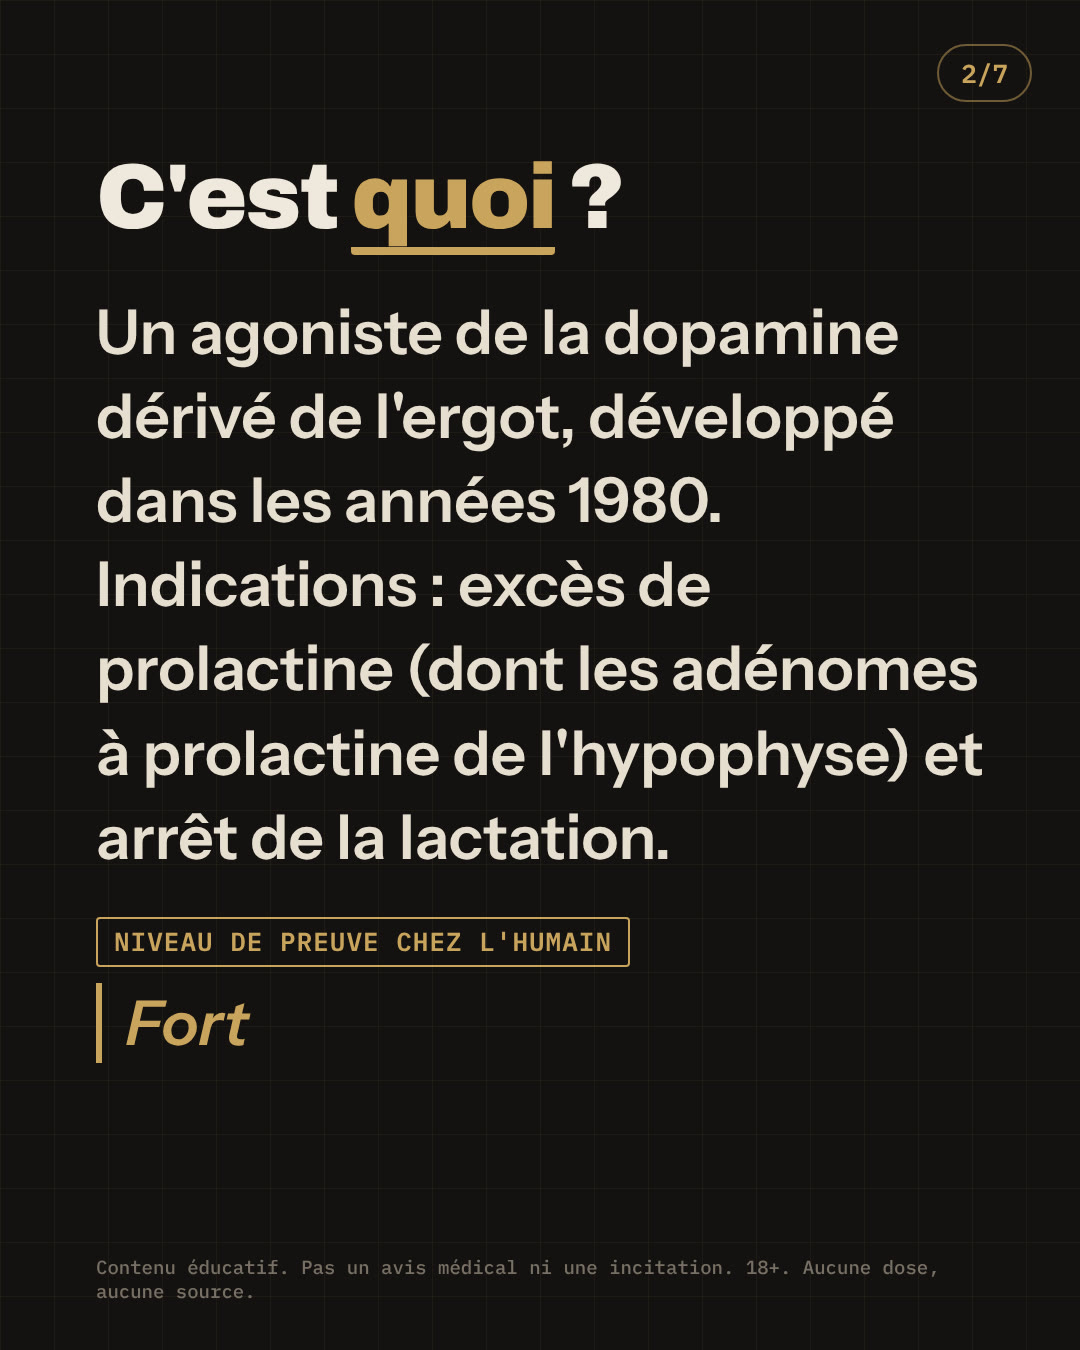 2/7
C'est quoi ?
Un agoniste de la dopamine
dérivé de l'ergot, développé
dans les années 1980.
Indications : excès de
prolactine (dont les adénomes
à prolactine de l'hypophyse) et
arrêt de la lactation.
NIVEAU DE PREUVE CHEZ L'HUMAIN
Fort
Contenu éducatif. Pas un avis médical ni une incitation. 18+. Aucune dose,
aucune source.